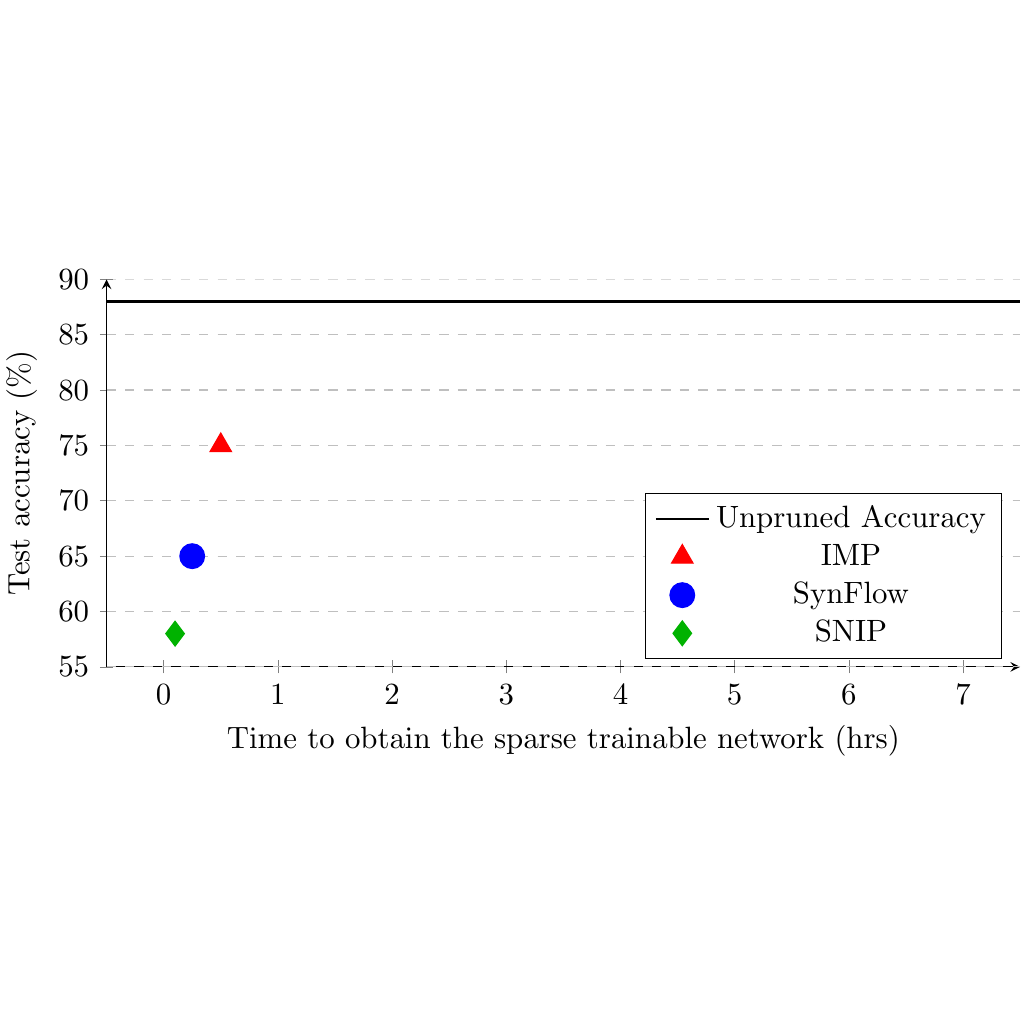 90
85
80
75
70
65
60
55
Test accuracy (%)
Unpruned Accuracy
IMP
SynFlow
SNIP
0 1 2 3 4 5 6 7
Time to obtain the sparse trainable network (hrs)